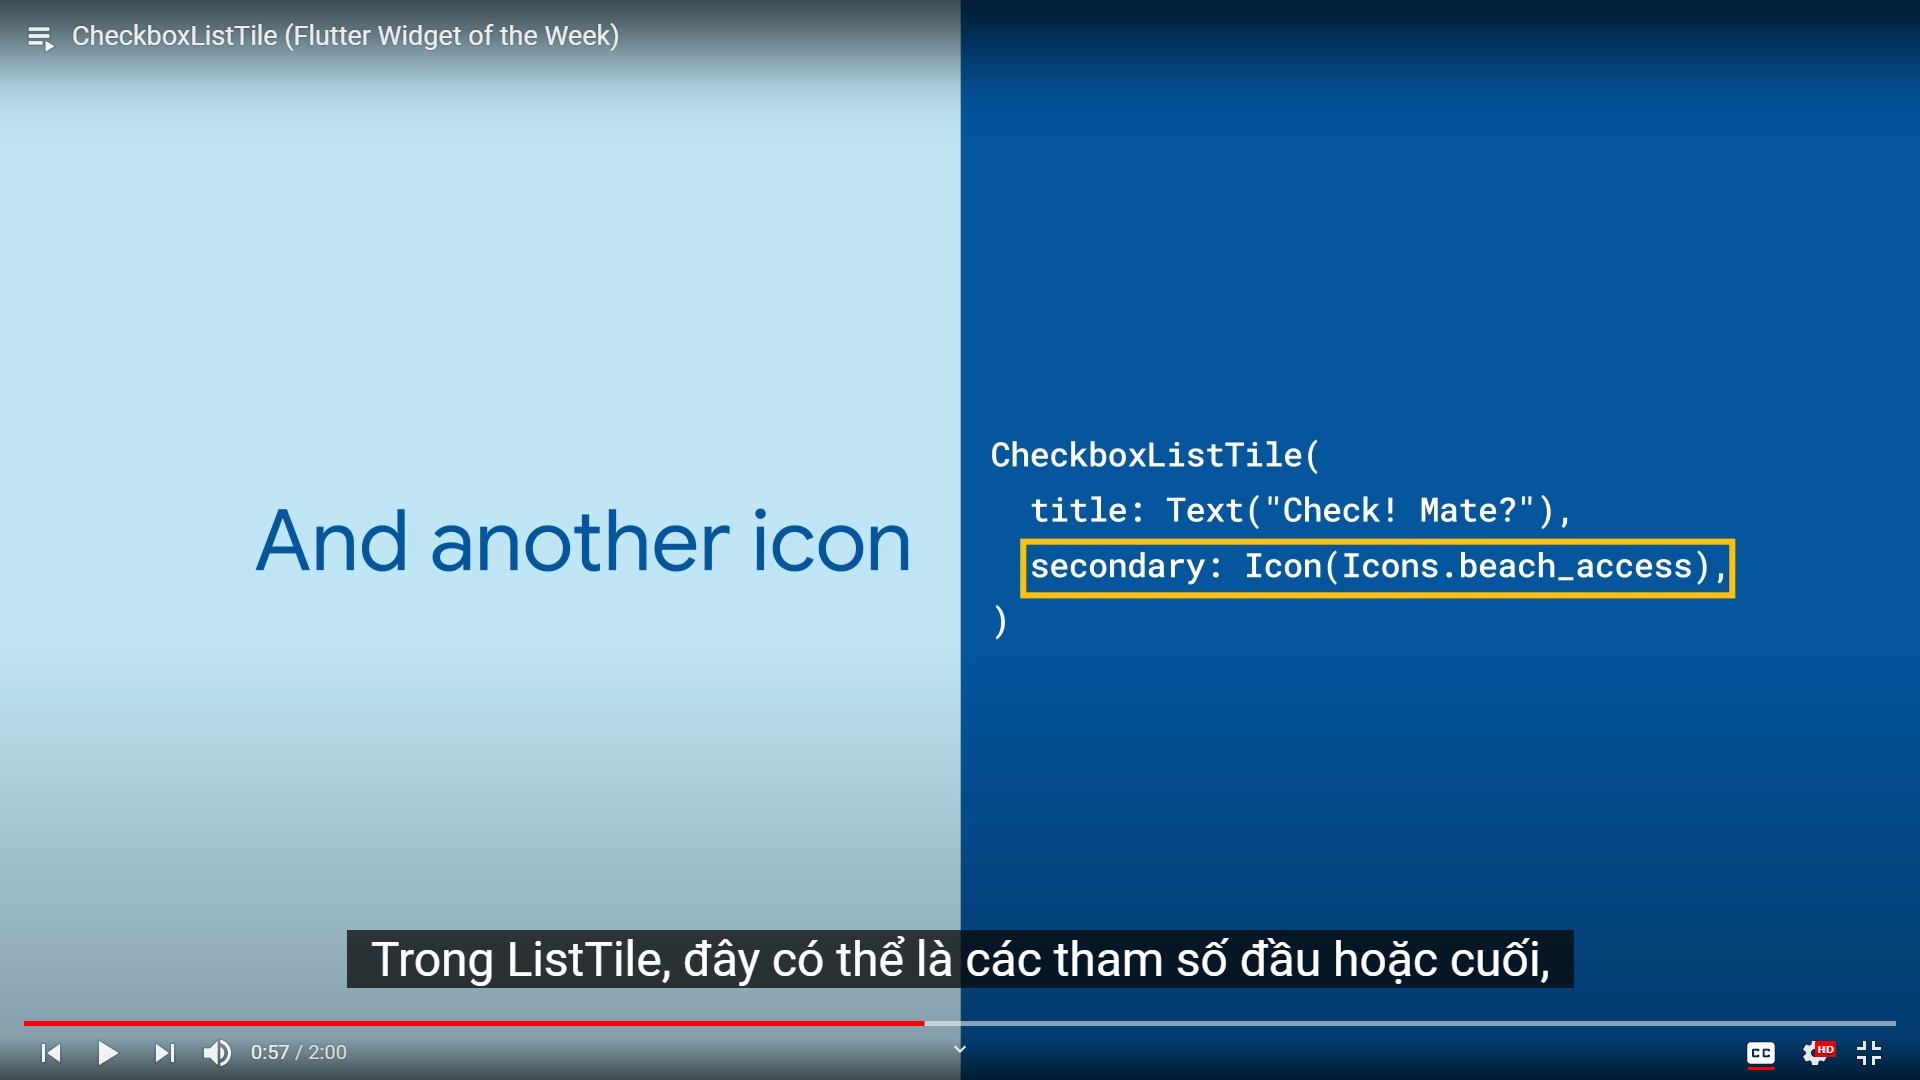 CheckboxListTile (Flutter Widget of the Week)
And another icon
CheckboxListTile(
title: Text("Check! Mate?"),
secondary: Icon(Icons.beach_access),
)
Trong ListTile, đây có thể là các tham số đầu hoặc cuối,
0:57 / 2:00
CC
HD